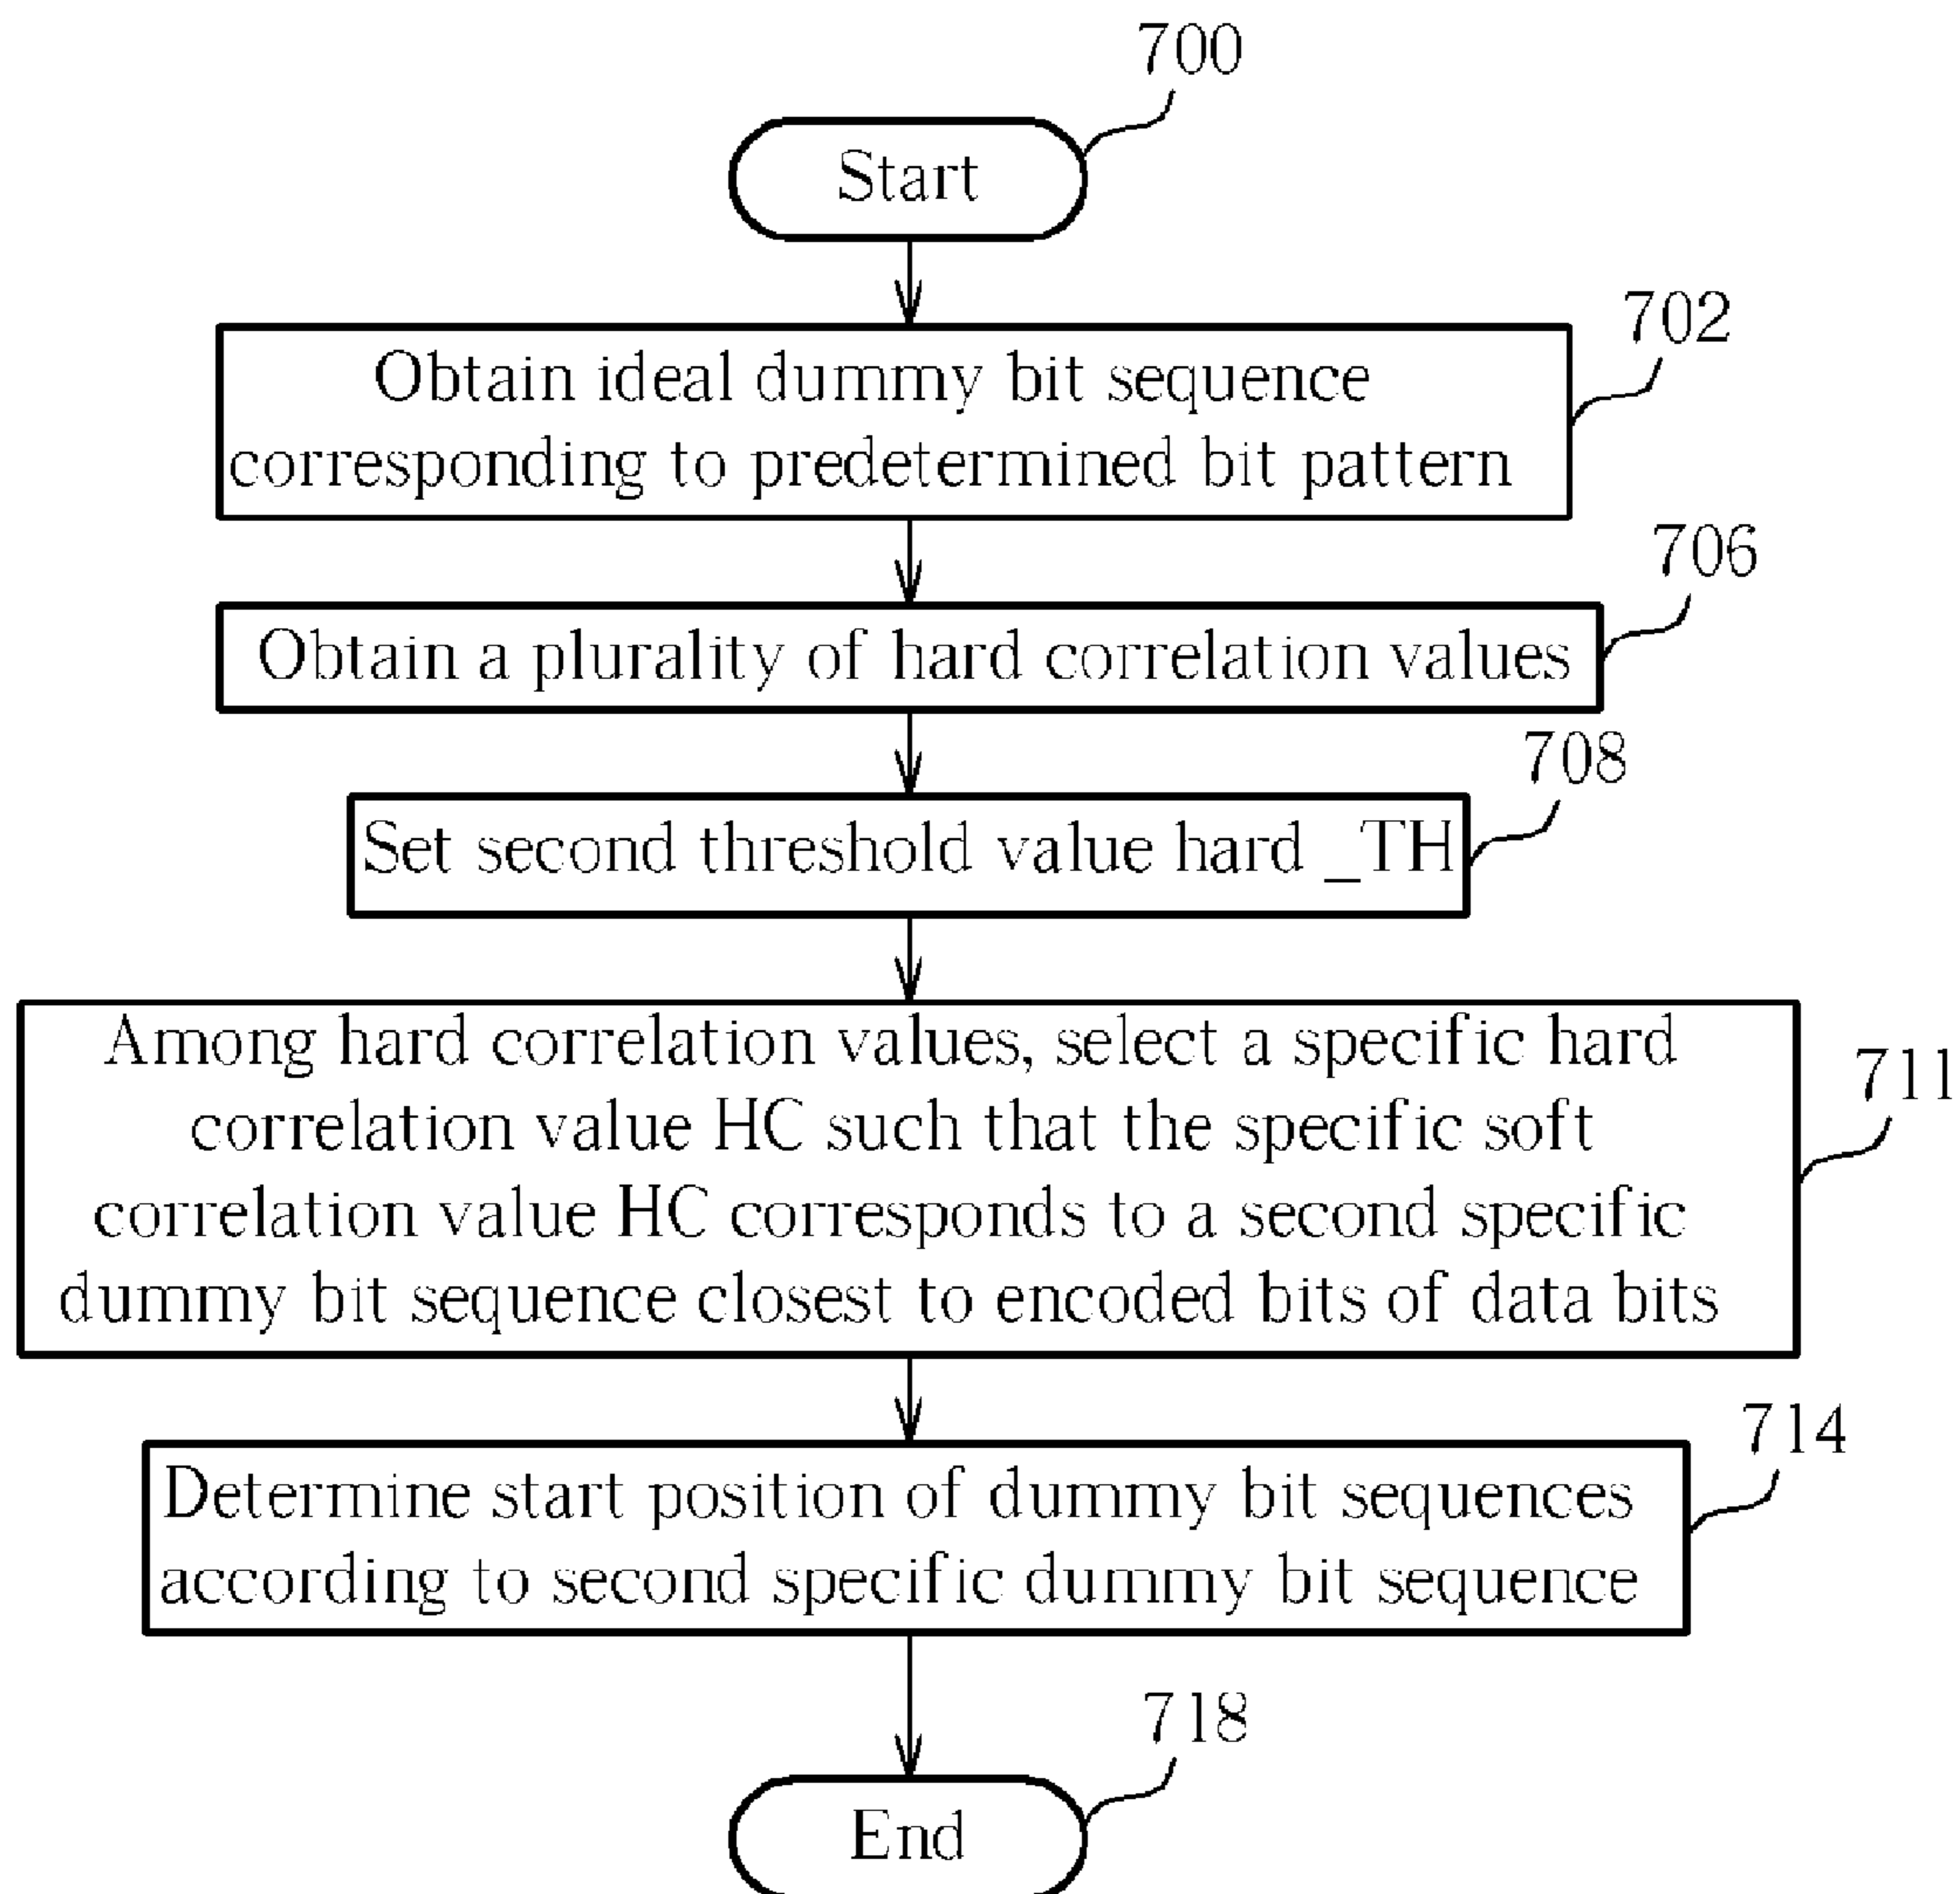 700
Start
702
Obtain ideal dummy bit sequence
corresponding to predetermined bit pattern
706
Obtain a plurality of hard correlation values
708
Set second threshold value hard _TH
711
Among hard correlation values, select a specific hard
correlation value HC such that the specific soft
correlation value HC corresponds to a second specific
dummy bit sequence closest to encoded bits of data bits
714
Determine start position of dummy bit sequences
according to second specific dummy bit sequence
718
End